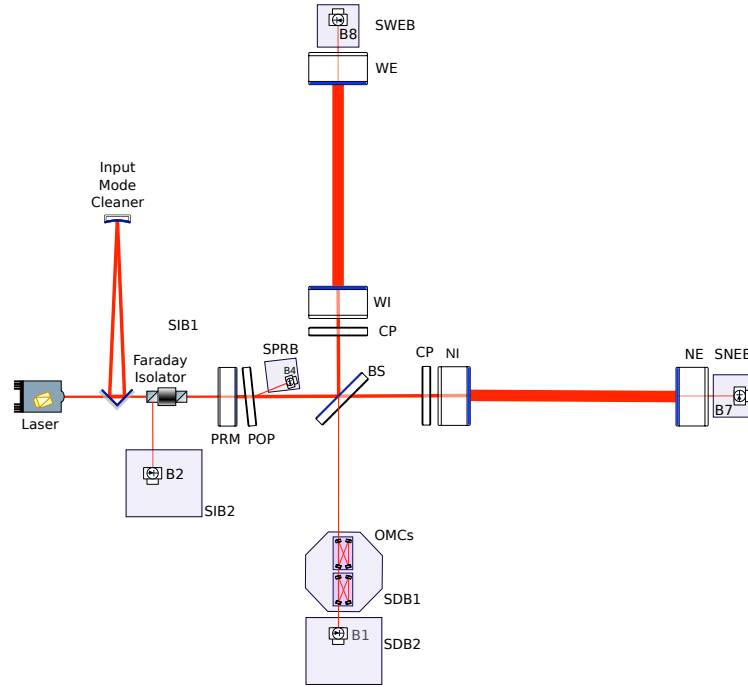 SWEB
B8
WE
Input
Mode
Cleaner
WI
SIB1
CP
SPRB
Faraday
Isolator
B4
BS
CP
NI
NE
SNEB
B7
Laser
PRM
POP
B2
SIB2
OMCs
SDB1
B1
SDB2